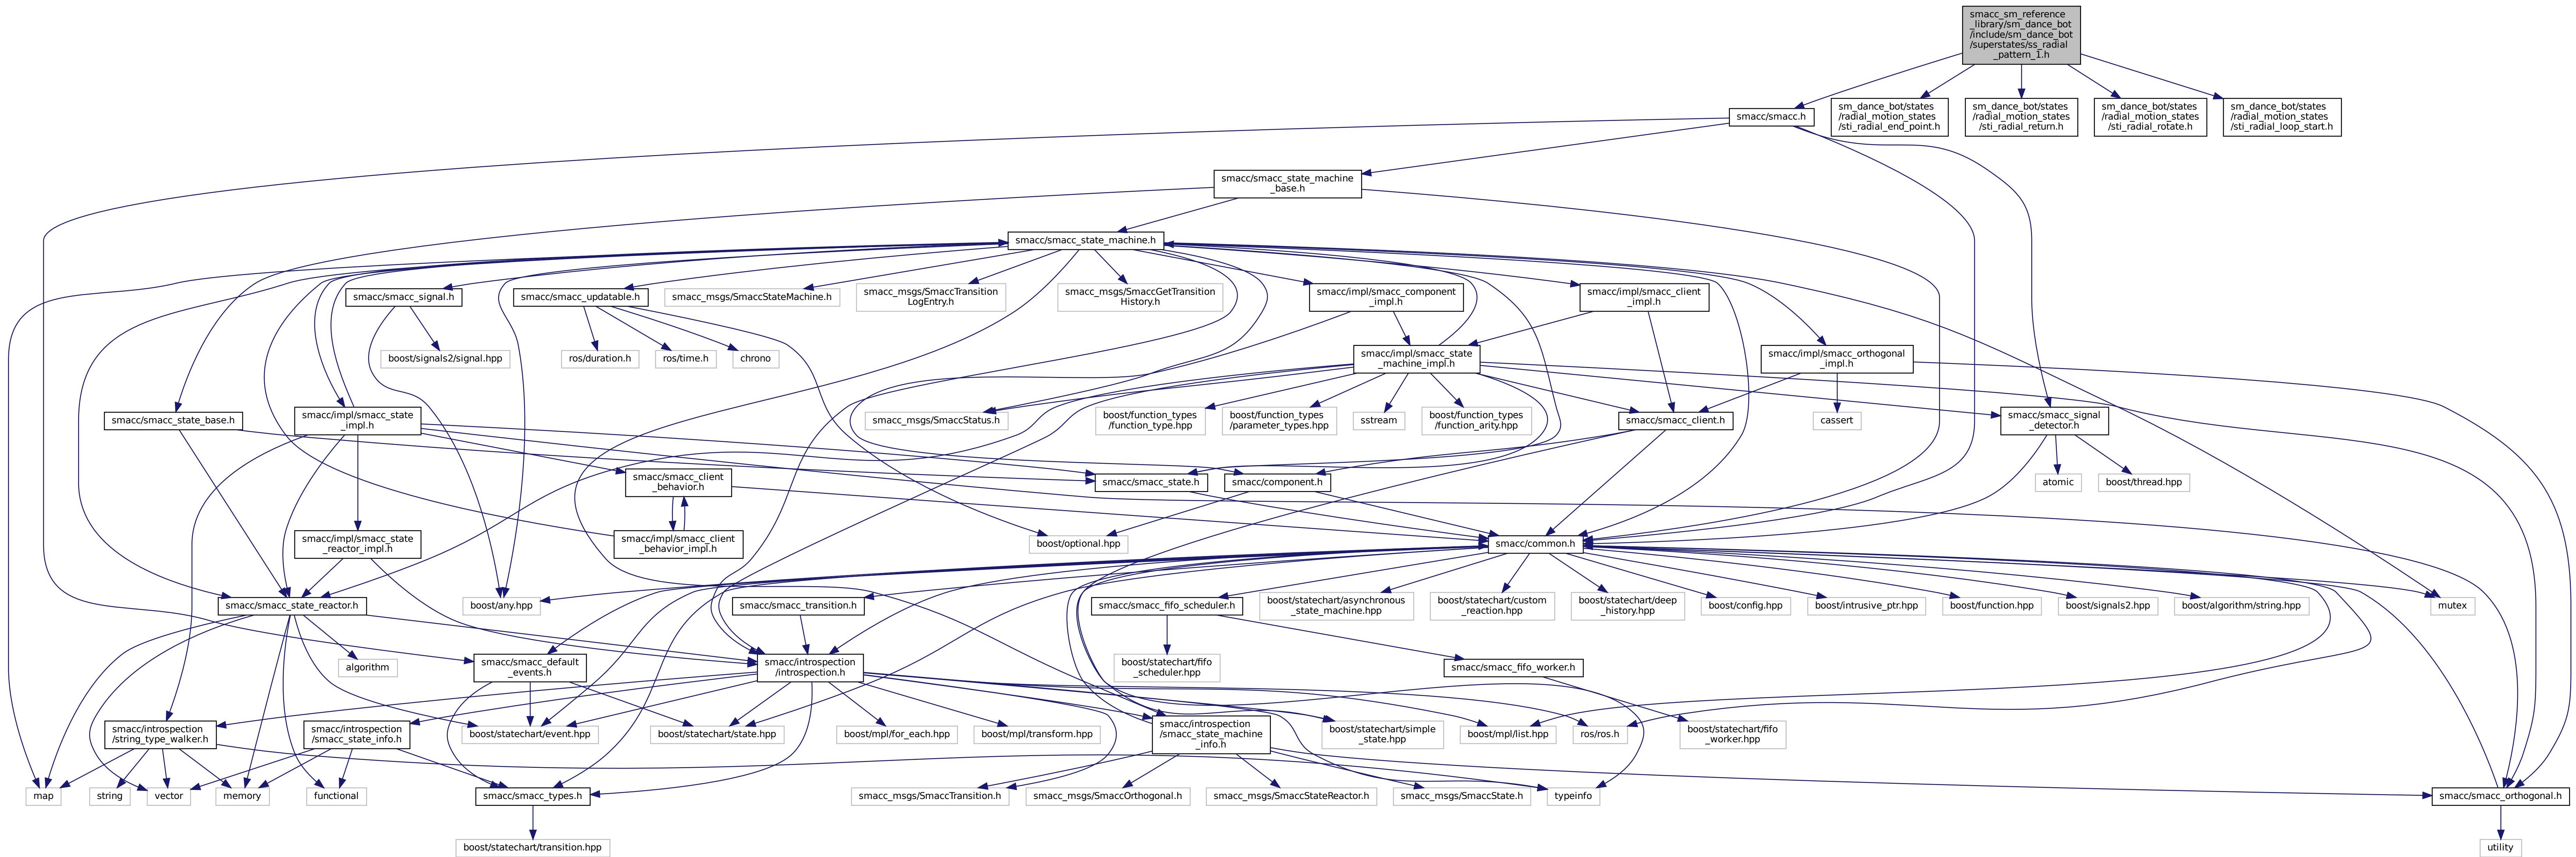 smacc_sm_reference
_library/sm_dance_bot
/include/sm_dance_bot
/superstates/ss_radial
_pattern_1.h
smacc/smacc.h
sm_dance_bot/states
/radial_motion_states
/sti_radial_end_point.h
sm_dance_bot/states
/radial_motion_states
/sti_radial_return.h
sm_dance_bot/states
/radial_motion_states
/sti_radial_rotate.h
sm_dance_bot/states
/radial_motion_states
/sti_radial_loop_start.h
smacc/smacc_state_machine
_base.h
smacc/smacc_state_machine.h
smacc/smacc_signal.h
smacc/smacc_updatable.h
smacc_msgs/SmaccStateMachine.h
smacc_msgs/SmaccTransition
LogEntry.h
smacc_msgs/SmaccGetTransition
History.h
smacc/impl/smacc_component
_impl.h
smacc/impl/smacc_client
_impl.h
boost/signals2/signal.hpp
ros/duration.h
ros/time.h
chrono
smacc/impl/smacc_state
_machine_impl.h
smacc/impl/smacc_orthogonal
_impl.h
smacc/smacc_state_base.h
smacc/impl/smacc_state
_impl.h
smacc_msgs/SmaccStatus.h
boost/function_types
/function_type.hpp
boost/function_types
/parameter_types.hpp
sstream
boost/function_types
/function_arity.hpp
smacc/smacc_client.h
cassert
smacc/smacc_signal
_detector.h
smacc/smacc_client
_behavior.h
smacc/smacc_state.h
smacc/component.h
atomic
boost/thread.hpp
smacc/impl/smacc_state
_reactor_impl.h
smacc/impl/smacc_client
_behavior_impl.h
boost/optional.hpp
smacc/common.h
smacc/smacc_state_reactor.h
boost/any.hpp
smacc/smacc_transition.h
smacc/smacc_fifo_scheduler.h
boost/statechart/asynchronous
_state_machine.hpp
boost/statechart/custom
_reaction.hpp
boost/statechart/deep
_history.hpp
boost/config.hpp
boost/intrusive_ptr.hpp
boost/function.hpp
boost/signals2.hpp
boost/algorithm/string.hpp
mutex
algorithm
smacc/smacc_default
_events.h
smacc/introspection
/introspection.h
boost/statechart/fifo
_scheduler.hpp
smacc/smacc_fifo_worker.h
smacc/introspection
/string_type_walker.h
smacc/introspection
/smacc_state_info.h
boost/statechart/event.hpp
boost/statechart/state.hpp
boost/mpl/for_each.hpp
boost/mpl/transform.hpp
smacc/introspection
/smacc_state_machine
_info.h
boost/statechart/simple
_state.hpp
boost/mpl/list.hpp
ros/ros.h
boost/statechart/fifo
_worker.hpp
map
string
vector
memory
functional
smacc/smacc_types.h
smacc_msgs/SmaccTransition.h
smacc_msgs/SmaccOrthogonal.h
smacc_msgs/SmaccStateReactor.h
smacc_msgs/SmaccState.h
typeinfo
smacc/smacc_orthogonal.h
boost/statechart/transition.hpp
utility